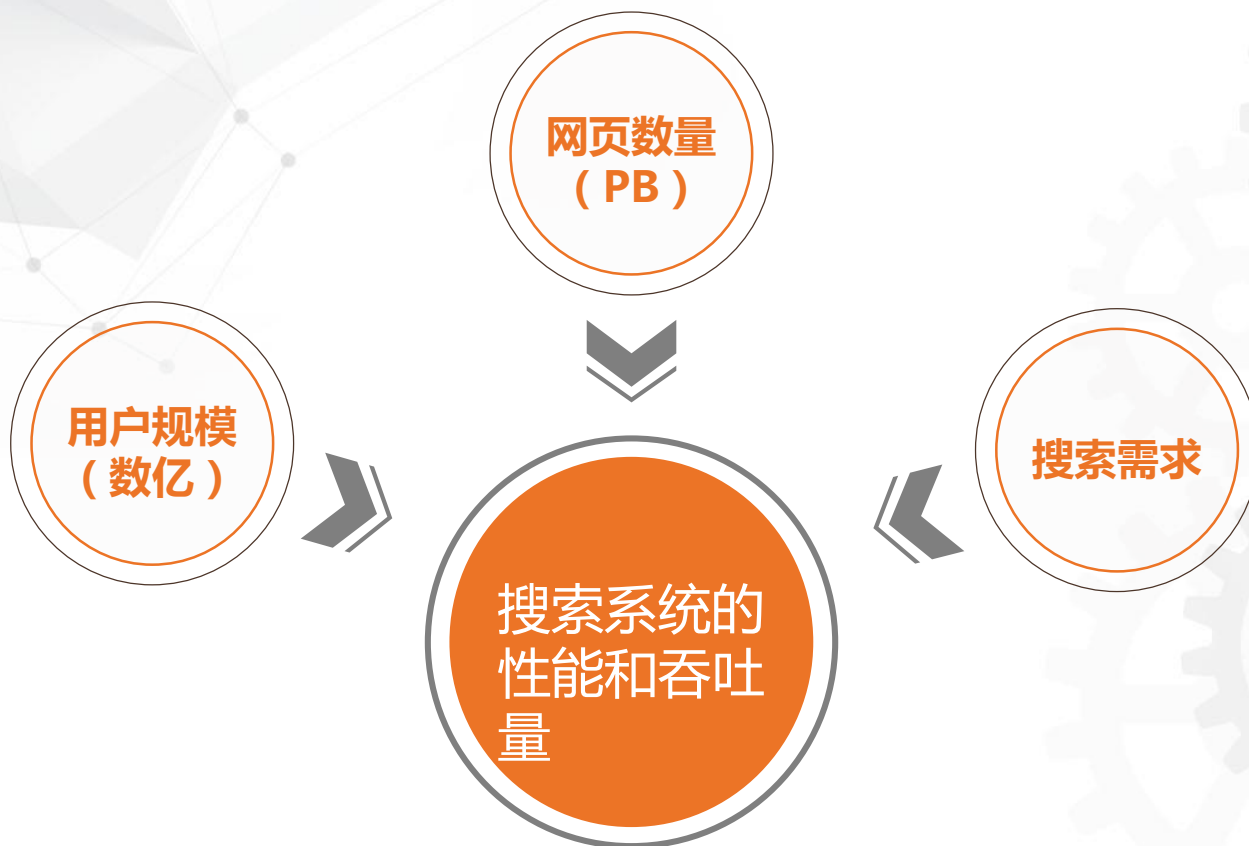 网页数量
（PB）
用户规模
（数亿）
搜索需求
搜索系统的
性能和吞吐
量